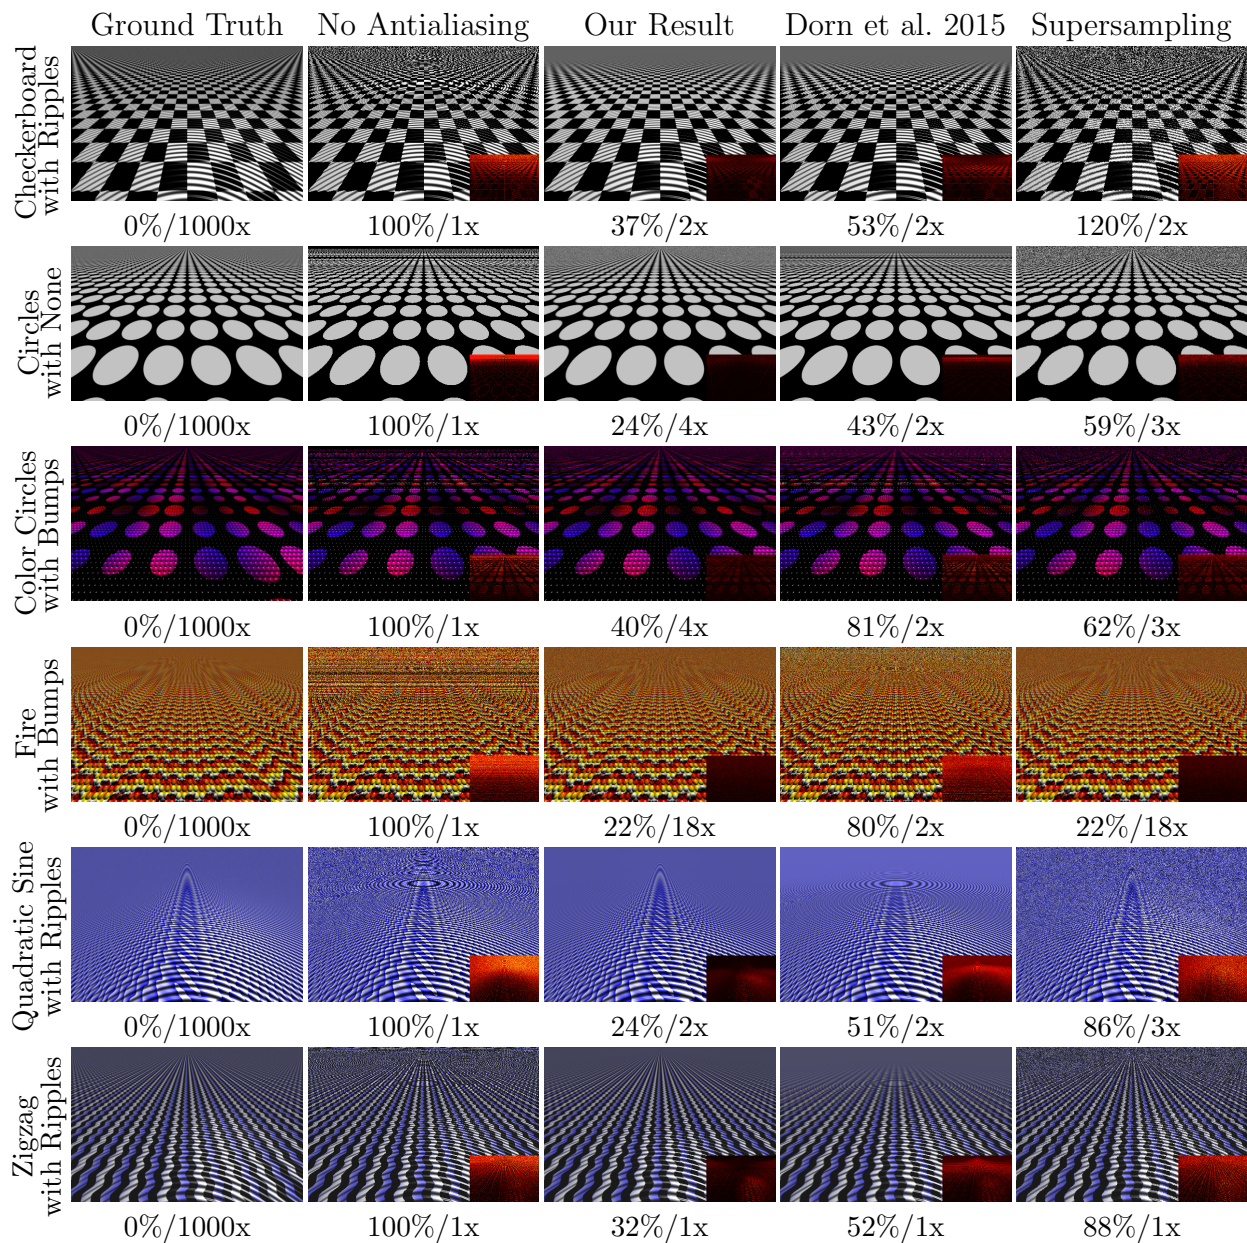 Ground Truth No Antialiasing Our Result Dorn et al. 2015 Supersampling
Checkerboard
with Ripples
0%/1000x 100%/1x 37%/2x 53%/2x 120%/2x
Circles
with None
0%/1000x 100%/1x 24%/4x 43%/2x 59%/3x
Color Circles
with Bumps
0%/1000x 100%/1x 40%/4x 81%/2x 62%/3x
Fire
with Bumps
0%/1000x 100%/1x 22%/18x 80%/2x 22%/18x
Quadratic Sine
with Ripples
0%/1000x 100%/1x 24%/2x 51%/2x 86%/3x
Zigzag
with Ripples
0%/1000x 100%/1x 32%/1x 52%/1x 88%/1x